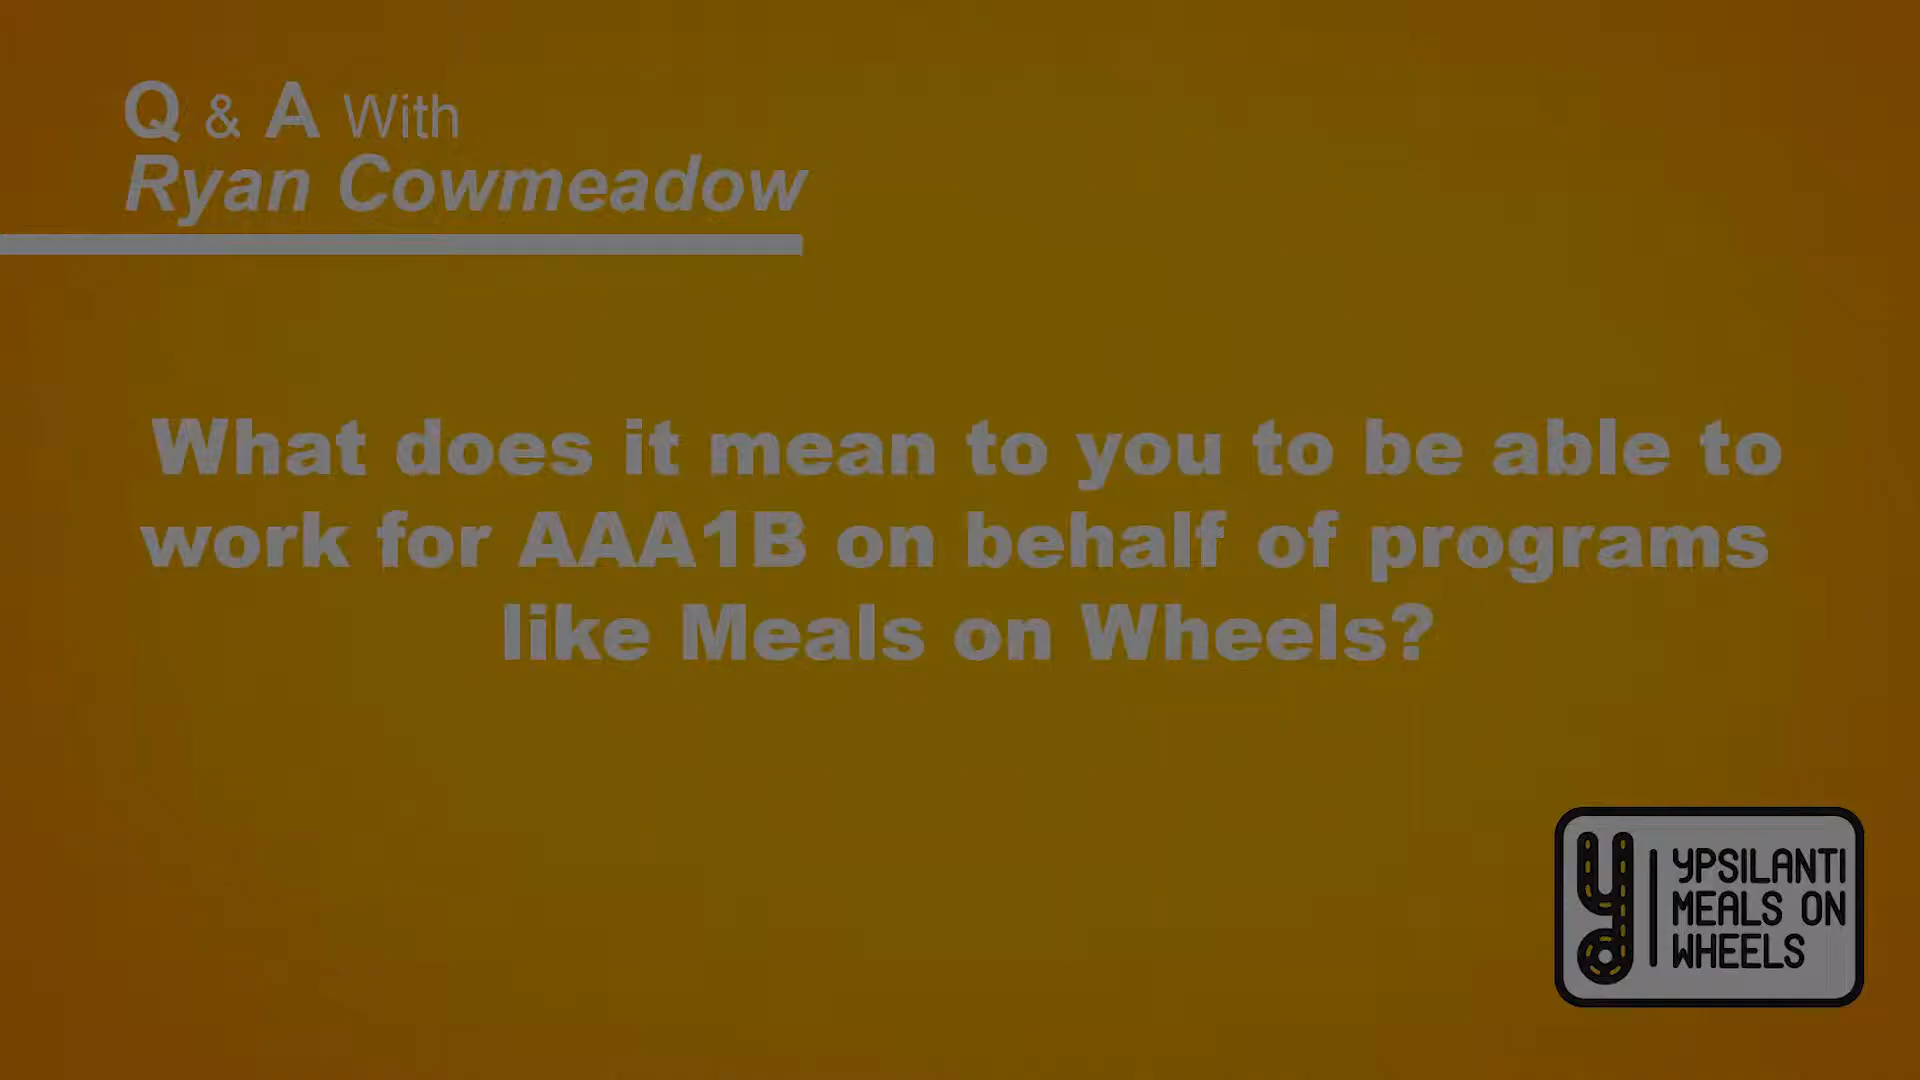 Q & A With
Ryan Cowmeadow
What does it mean to you to be able to
work for AAA1B on behalf of programs
like Meals on Wheels?
YPSILANTI
MEALS ON
WHEELS